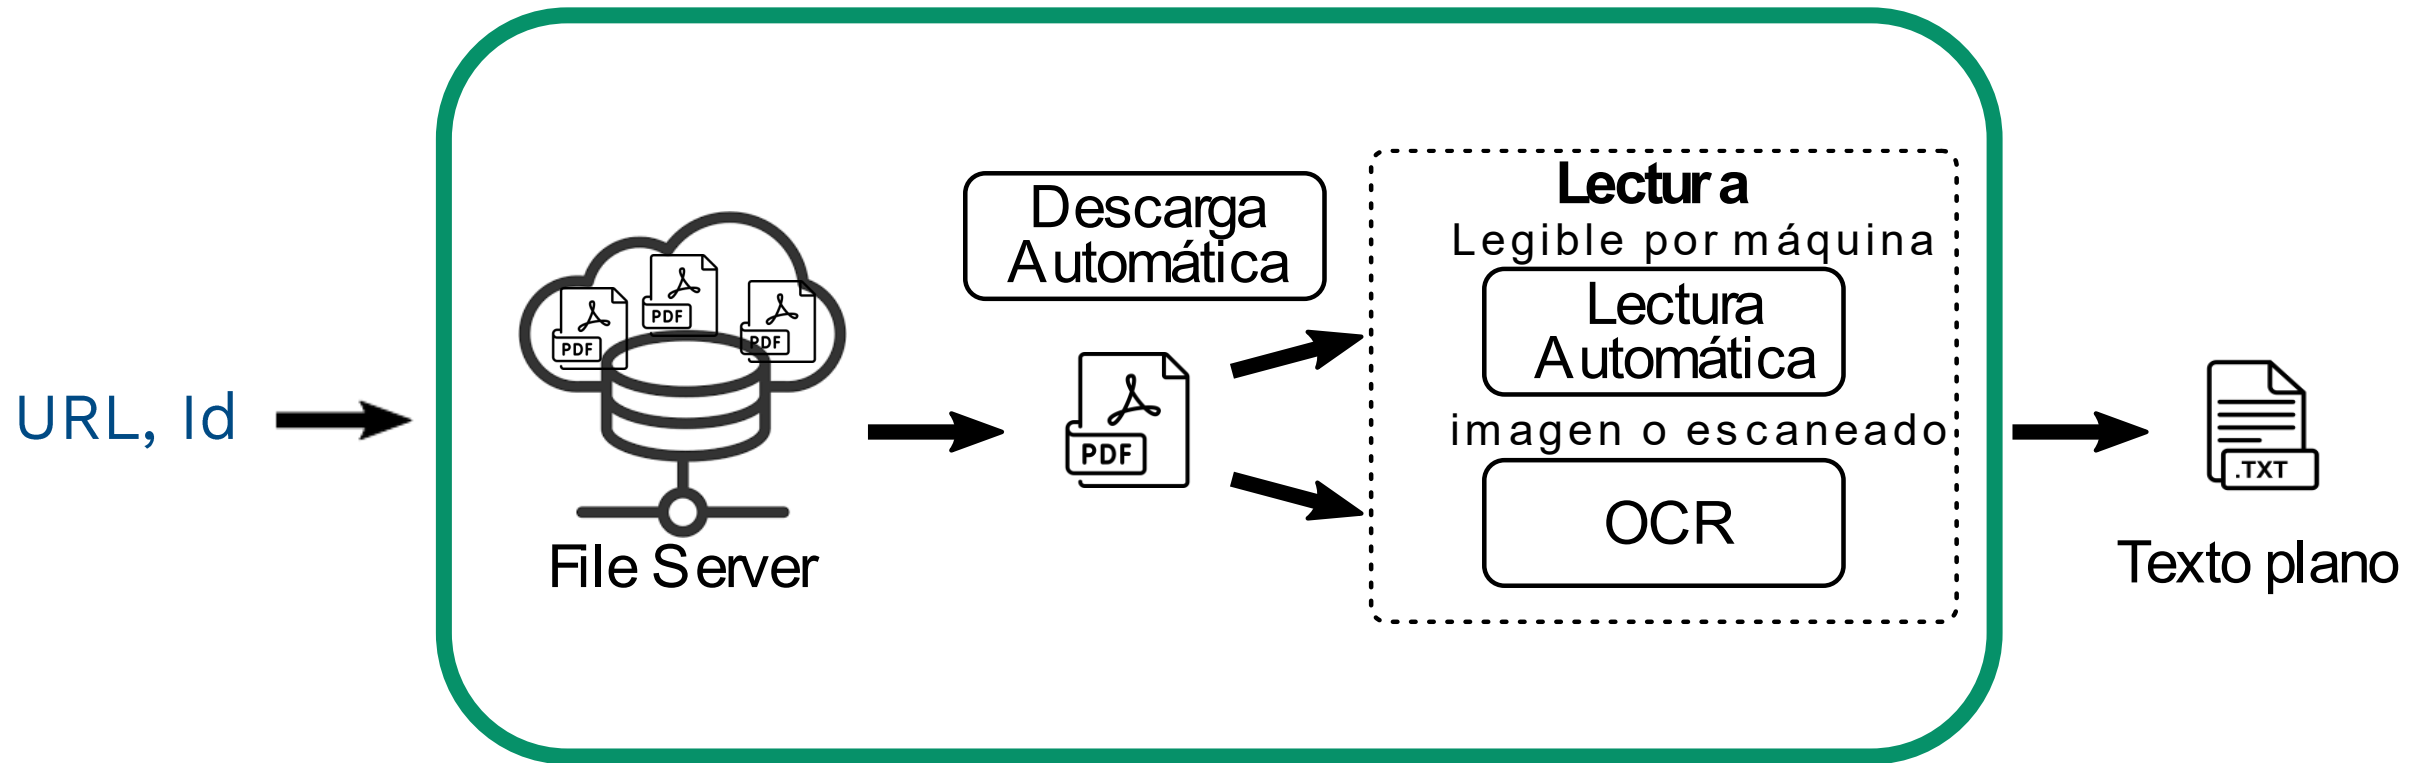 URL, Id
PDF
PDF
PDF
File Server
Descarga
Automática
PDF
Lectura
Legible por máquina
Lectura
Automática
imagen o escaneado
OCR
.TXT
Texto plano